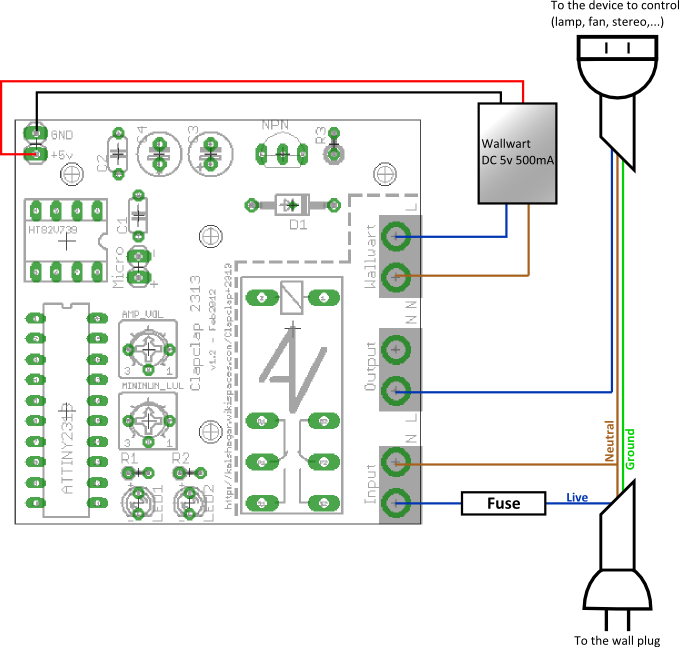 To the device to control
(lamp, fan, stereo,...)
GND
+5v
C2
C4
C3
NPN
R3
Wallwart
DC 5v 500mA
HT82V739
C1
Micro
-
+
D1
L
Wallwart
N
Clapclap 2313
v1.2 - Feb2012
http://kalshagar.wikispaces.com/Clapclap+2313
AMP_VOL
3
1
MINIMUM_LVL
3
1
N
Output
L
ATTINY2313
R1
R2
LED1
LED2
N
Input
Neutral
Ground
Fuse
Live
To the wall plug